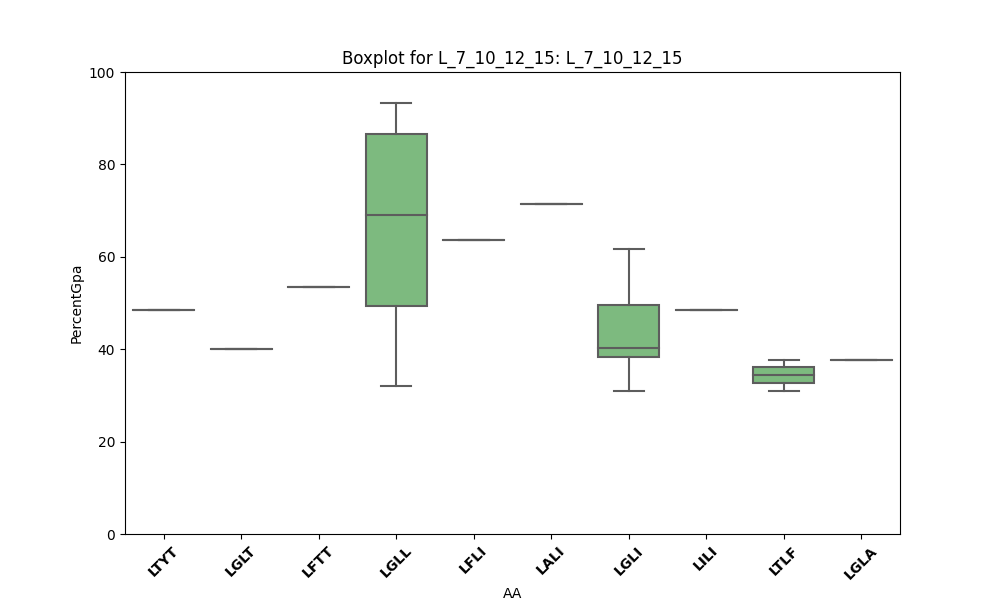 Boxplot for L_7_10_12_15: L_7_10_12_15
PercentGpa
100
80
60
40
20
0
LTYT
LGLT
LFTT
LGLL
LFLI
LALI
LGLI
LILI
LTLF
LGLA
AA